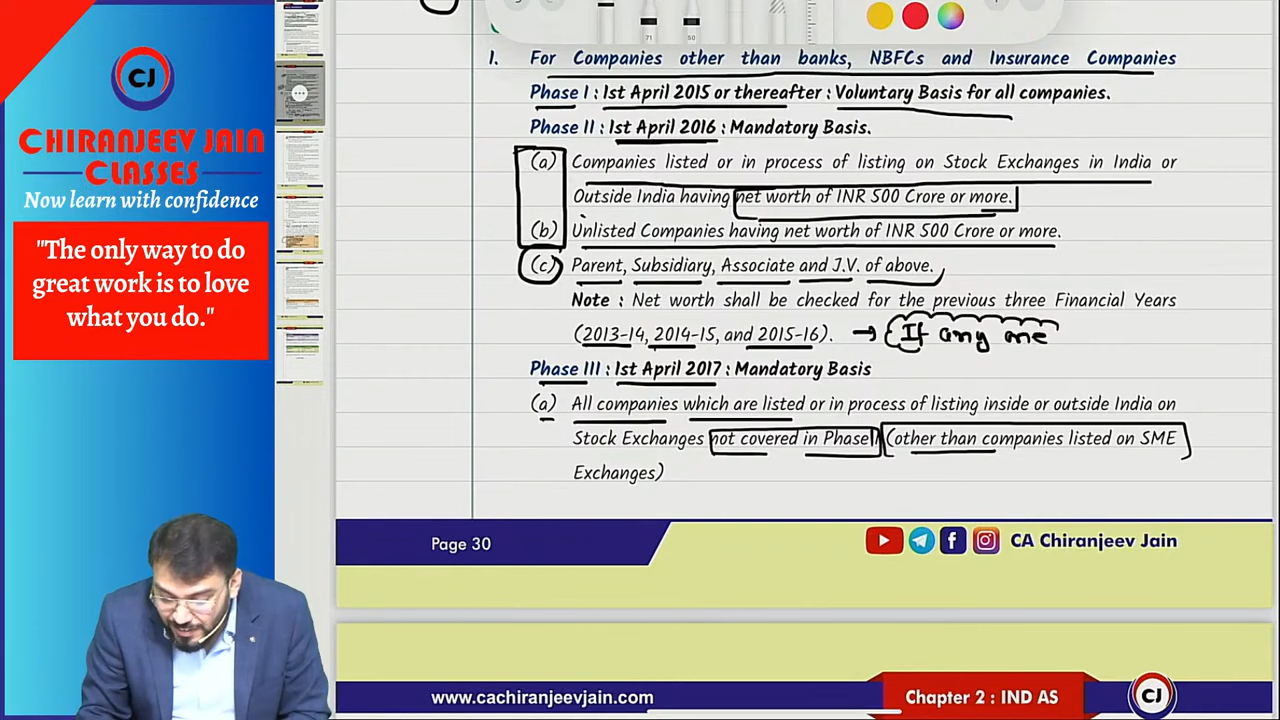 CJ
CHIRANJEEV JAIN
CLASSES
Now learn with confidence
"The only way to do
great work is to love
what you do."
50
1. For Companies other than Banks, and Insurance
Phase I : 1st April 2015 or thereafter : Voluntary Basis for all companies
: 1st April : Mandatory Basis
(a) Companies listed or in process of listing on Stock Exchanges in India or
Outside India having net worth of INR 500 Crore or more.
(b) Unlisted Companies having net worth of INR 500 Crore or more.
(c) Parent, Subsidiary, Associate and J.V of above.
Note : Net worth will be checked for the previous three Financial Years
2013-14, 2014-15 and 2015-16 → (If any one
Phase III : 1st April 2017 : Mandatory Basis
(a) All companies which are listed or in process of listing inside or outside India on
Stock Exchanges not covered in Phase II (other than companies listed on SME
Exchanges)
Page 30
CA Chiranjeev Jain
www.cachiranjeevjain.com
Chapter 2 : IND AS
CJ